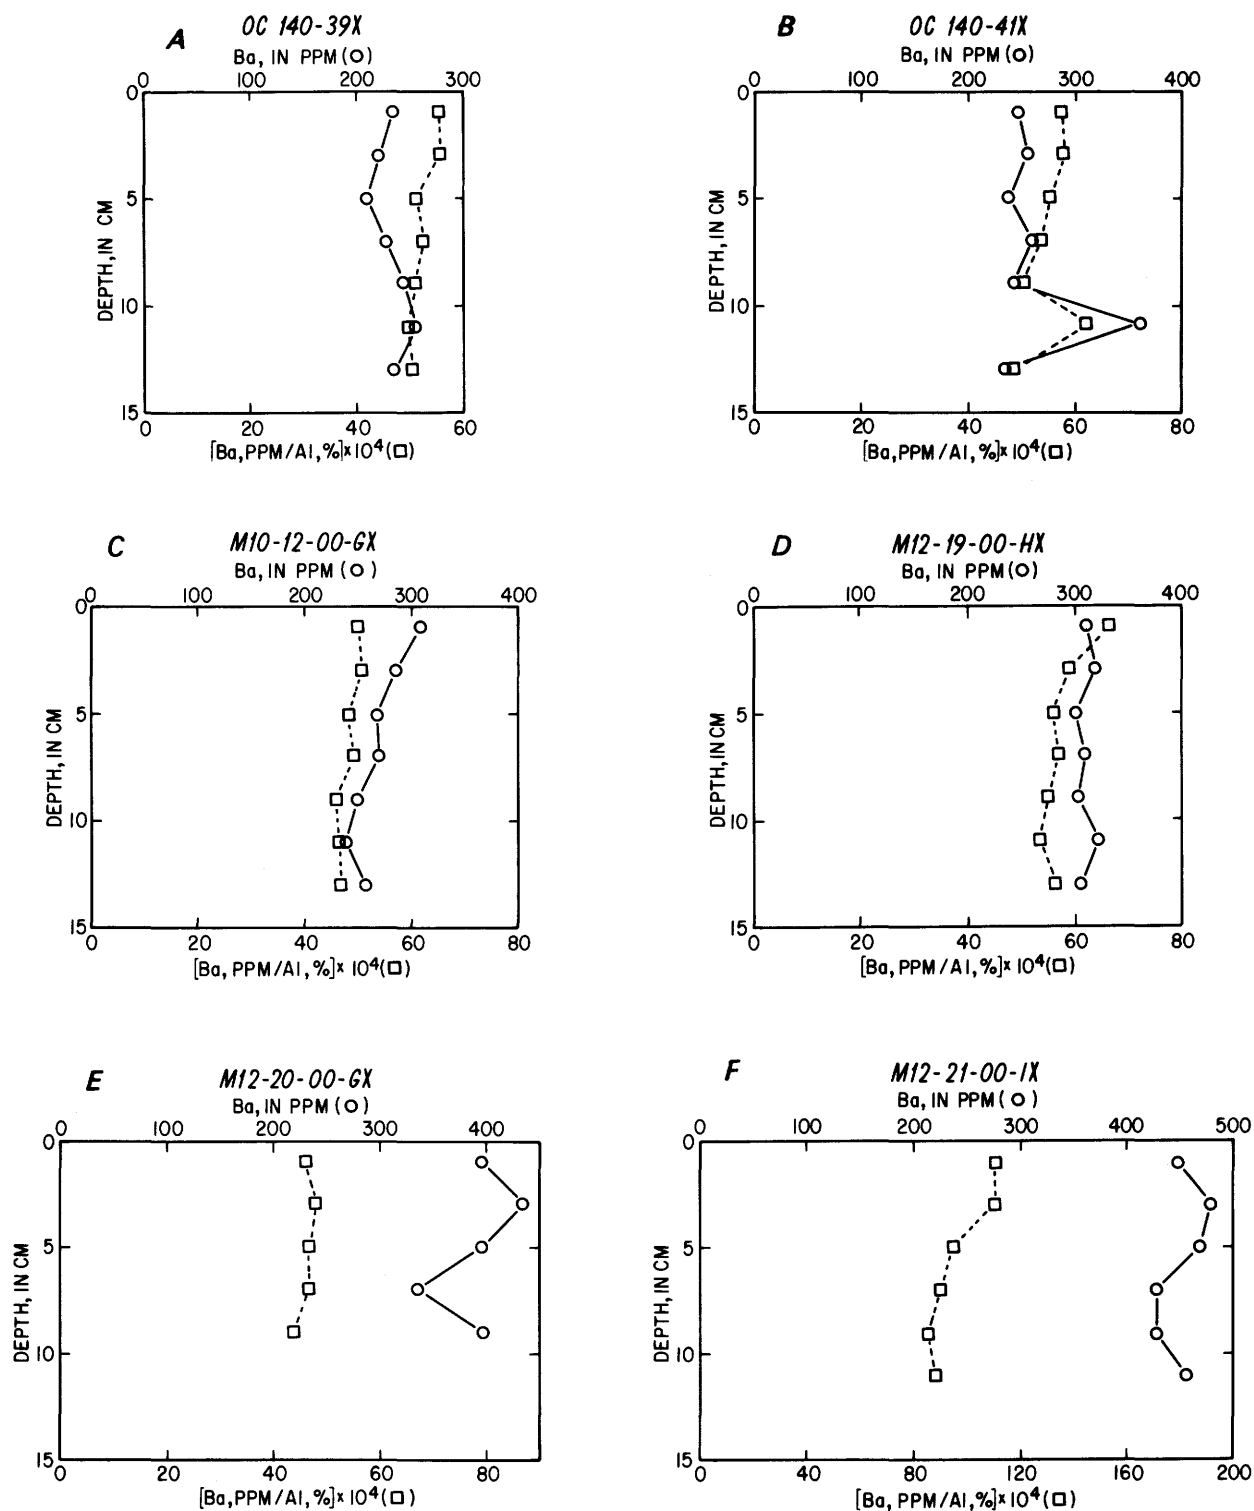 A
OC 140-39X
Ba, IN PPM (O)
0 100 200 300
0
5
10
15
DEPTH, IN CM
0 20 40 60
[Ba,PPM/Al,%]×10⁴(□)
B
OC 140-41X
Ba, IN PPM (O)
0 100 200 300 400
0
5
10
15
DEPTH, IN CM
0 20 40 60 80
[Ba,PPM/Al,%]×10⁴(□)
C
M10-12-00-GX
Ba, IN PPM (O)
0 100 200 300 400
0
5
10
15
DEPTH, IN CM
0 20 40 60 80
[Ba, PPM/Al,%]×10⁴(□)
D
M12-19-00-HX
Ba, IN PPM (O)
0 100 200 300 400
0
5
10
15
DEPTH, IN CM
0 20 40 60 80
[Ba, PPM/Al,%]×10⁴(□)
E
M12-20-00-GX
Ba, IN PPM (O)
0 100 200 300 400
0
5
10
15
DEPTH, IN CM
0 20 40 60 80
[Ba, PPM/Al,%]×10⁴(□)
F
M12-21-00-IX
Ba, IN PPM (O)
0 100 200 300 400 500
0
5
10
15
DEPTH, IN CM
0 80 120 160 200
[Ba, PPM/Al,%]×10⁴(□)